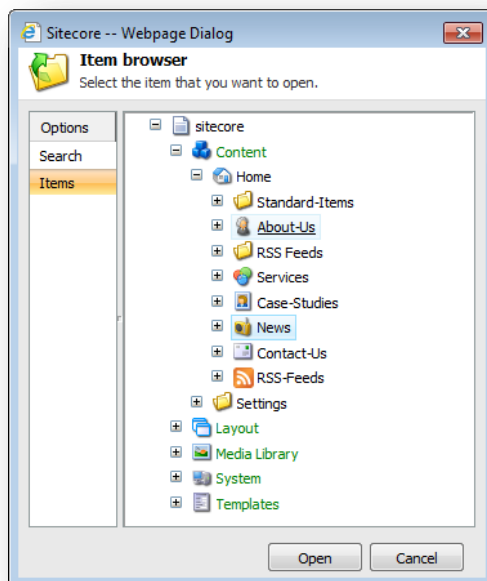 Sitecore -- Webpage Dialog
Item browser
Select the item that you want to open.
Options
Search
Items
sitecore
Content
Home
Standard-Items
About-Us
RSS Feeds
Services
Case-Studies
News
Contact-Us
RSS-Feeds
Settings
Layout
Media Library
System
Templates
Open
Cancel